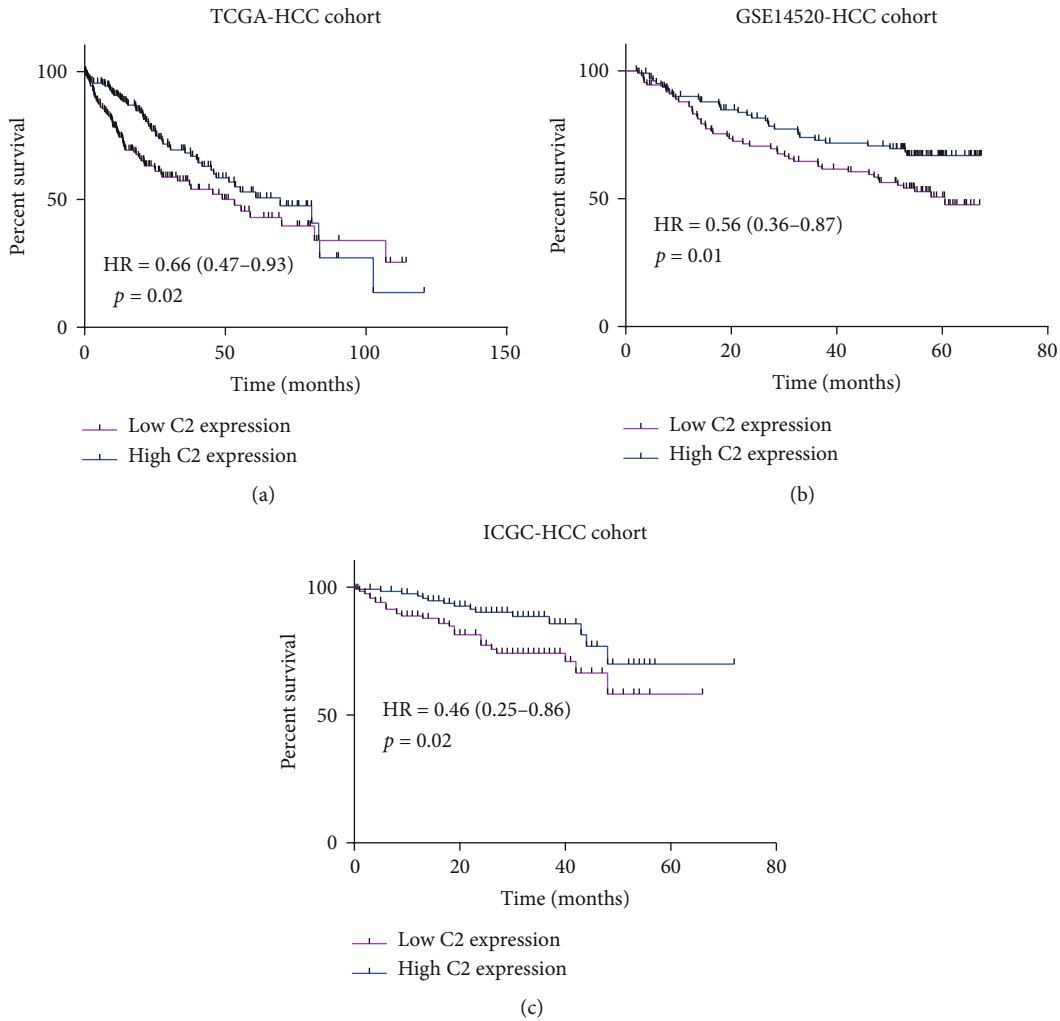 TCGA-HCC cohort
100
50
0
Percent survival
HR = 0.66 (0.47–0.93)
p = 0.02
0
50
100
150
Time (months)
Low C2 expression
High C2 expression
(a)
GSE14520-HCC cohort
100
50
0
Percent survival
HR = 0.56 (0.36–0.87)
p = 0.01
0
20
40
60
80
Time (months)
Low C2 expression
High C2 expression
(b)
ICGC-HCC cohort
100
50
0
Percent survival
HR = 0.46 (0.25–0.86)
p = 0.02
0
20
40
60
80
Time (months)
Low C2 expression
High C2 expression
(c)